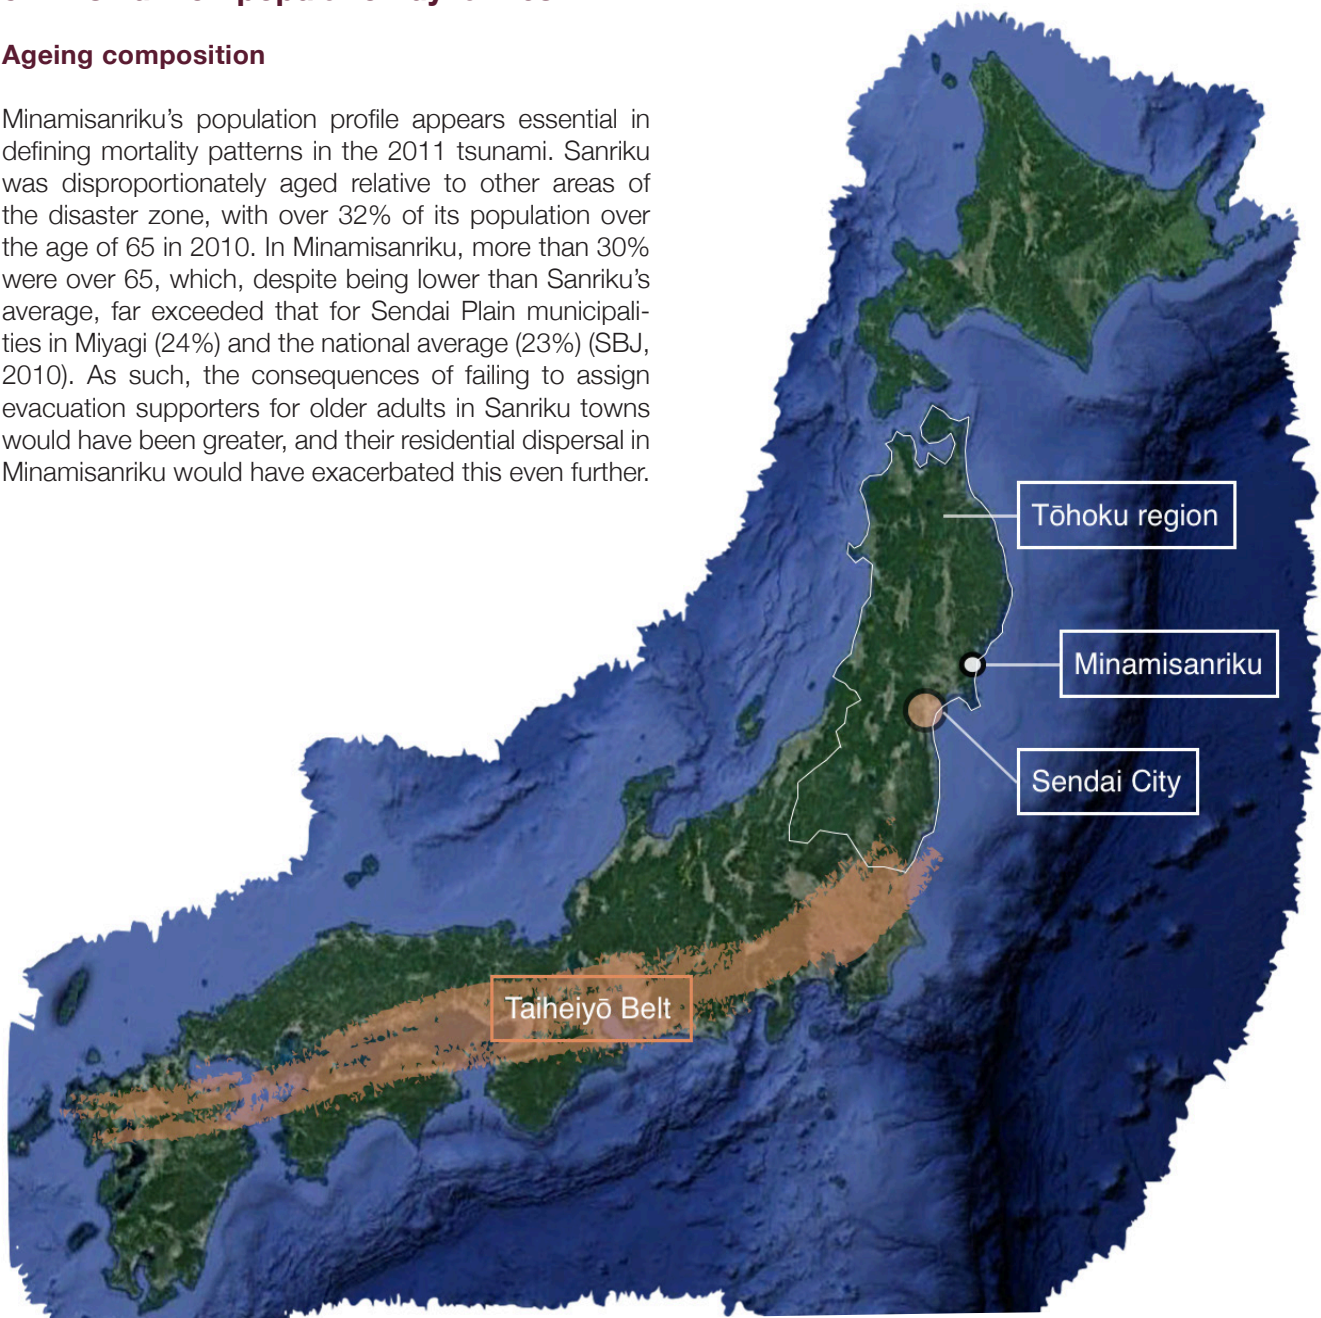 Ageing composition
Minamisanriku's population profile appears essential in
defining mortality patterns in the 2011 tsunami. Sanriku
was disproportionately aged relative to other areas of
the disaster zone, with over 32% of its population over
the age of 65 in 2010. In Minamisanriku, more than 30%
were over 65, which, despite being lower than Sanriku's
average, far exceeded that for Sendai Plain municipali-
ties in Miyagi (24%) and the national average (23%) (SBJ,
2010). As such, the consequences of failing to assign
evacuation supporters for older adults in Sanriku towns
would have been greater, and their residential dispersal in
Minamisanriku would have exacerbated this even further.
Tōhoku region
Minamisanriku
Sendai City
Taiheiyō Belt